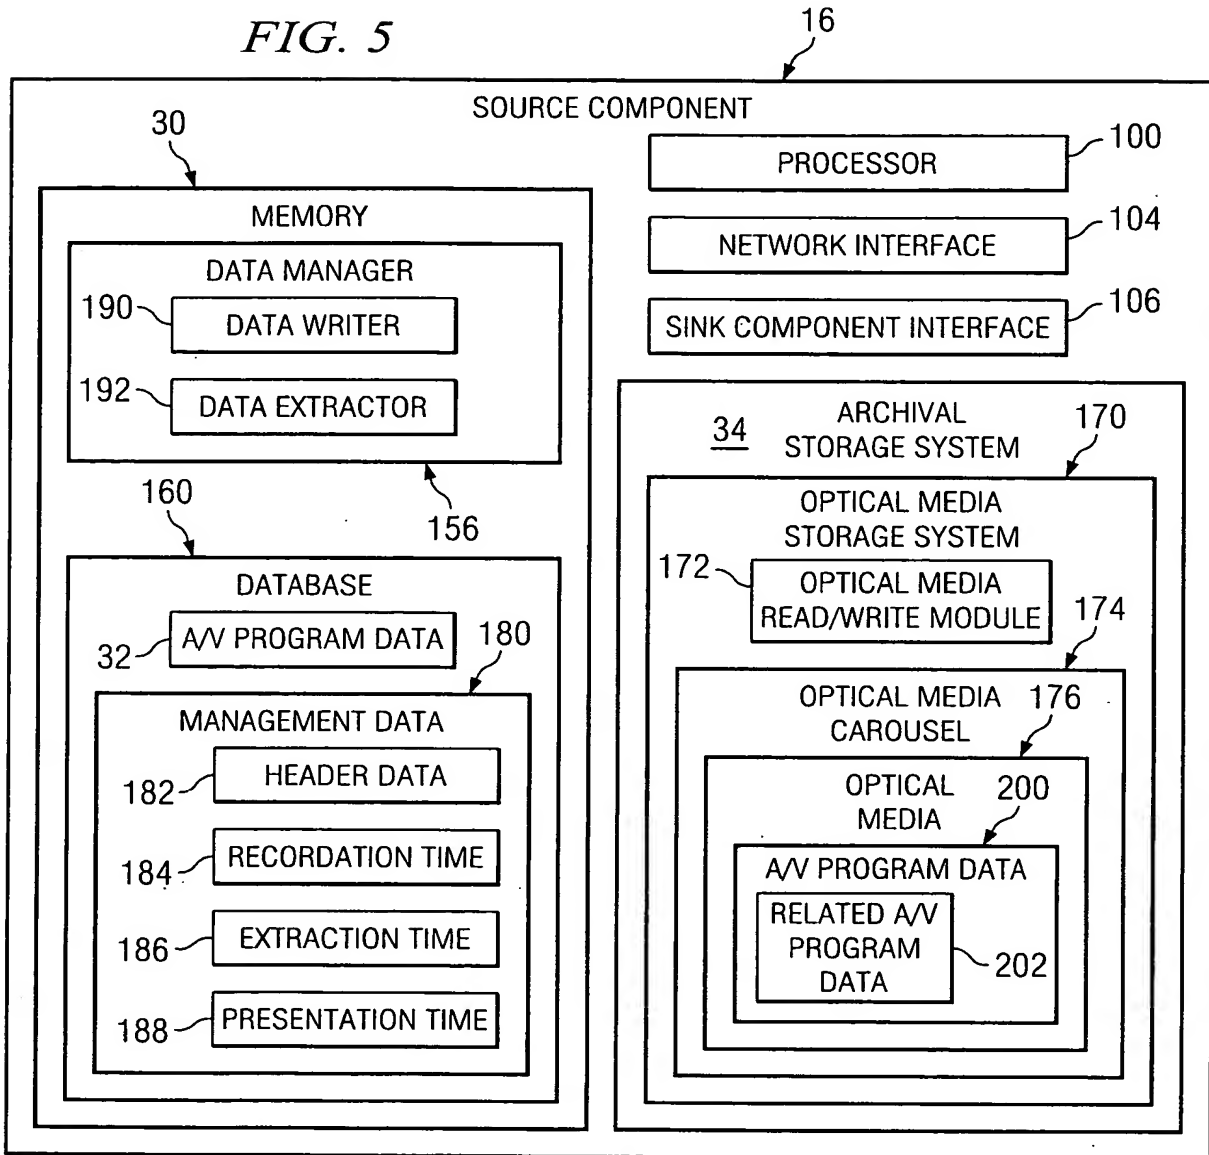 FIG. 5
16
SOURCE COMPONENT
30
MEMORY
DATA MANAGER
190
DATA WRITER
192
DATA EXTRACTOR
156
160
DATABASE
A/V PROGRAM DATA
32
180
MANAGEMENT DATA
HEADER DATA
182
RECORDATION TIME
184
EXTRACTION TIME
186
PRESENTATION TIME
188
PROCESSOR
100
NETWORK INTERFACE
104
SINK COMPONENT INTERFACE
106
34
ARCHIVAL
STORAGE SYSTEM
170
OPTICAL MEDIA
STORAGE SYSTEM
172
OPTICAL MEDIA
READ/WRITE MODULE
174
OPTICAL MEDIA
CAROUSEL
176
OPTICAL
MEDIA
200
A/V PROGRAM DATA
RELATED A/V
PROGRAM
DATA
202